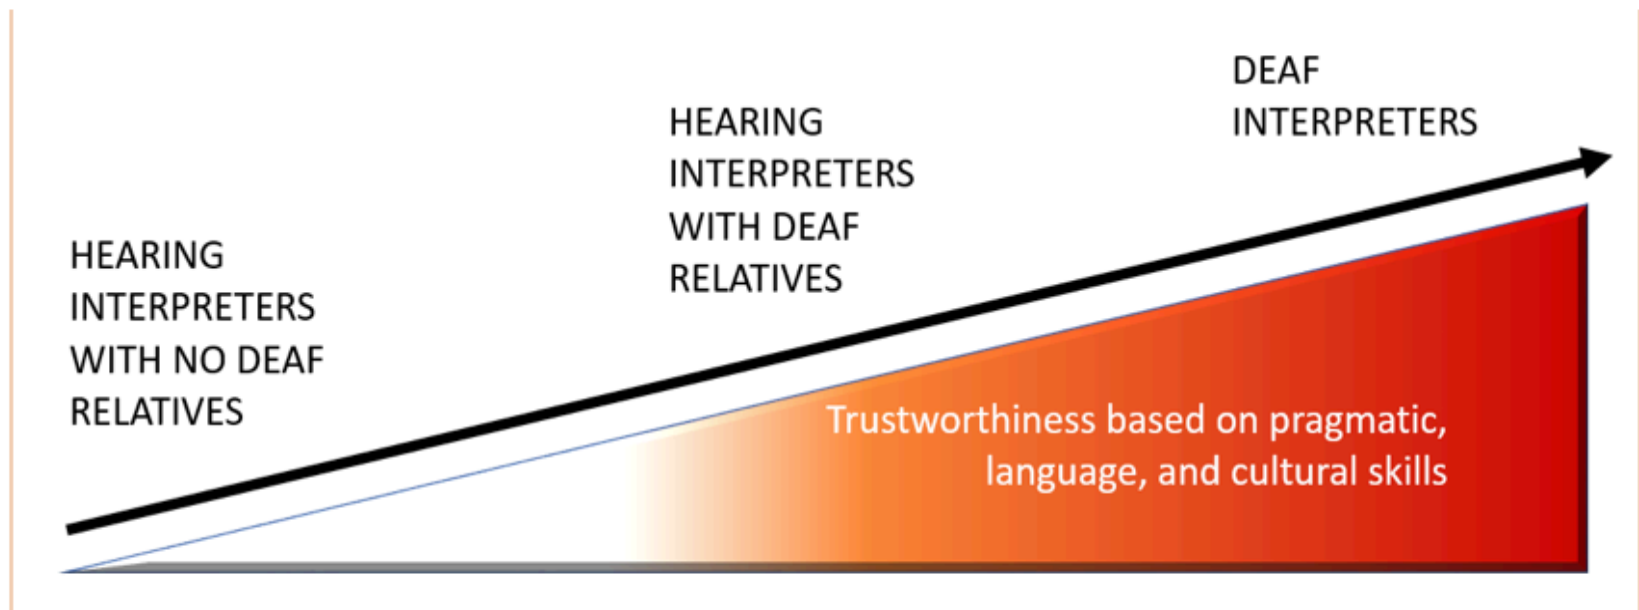 HEARING
INTERPRETERS
WITH NO DEAF
RELATIVES
HEARING
INTERPRETERS
WITH DEAF
RELATIVES
DEAF
INTERPRETERS
Trustworthiness based on pragmatic,
language, and cultural skills